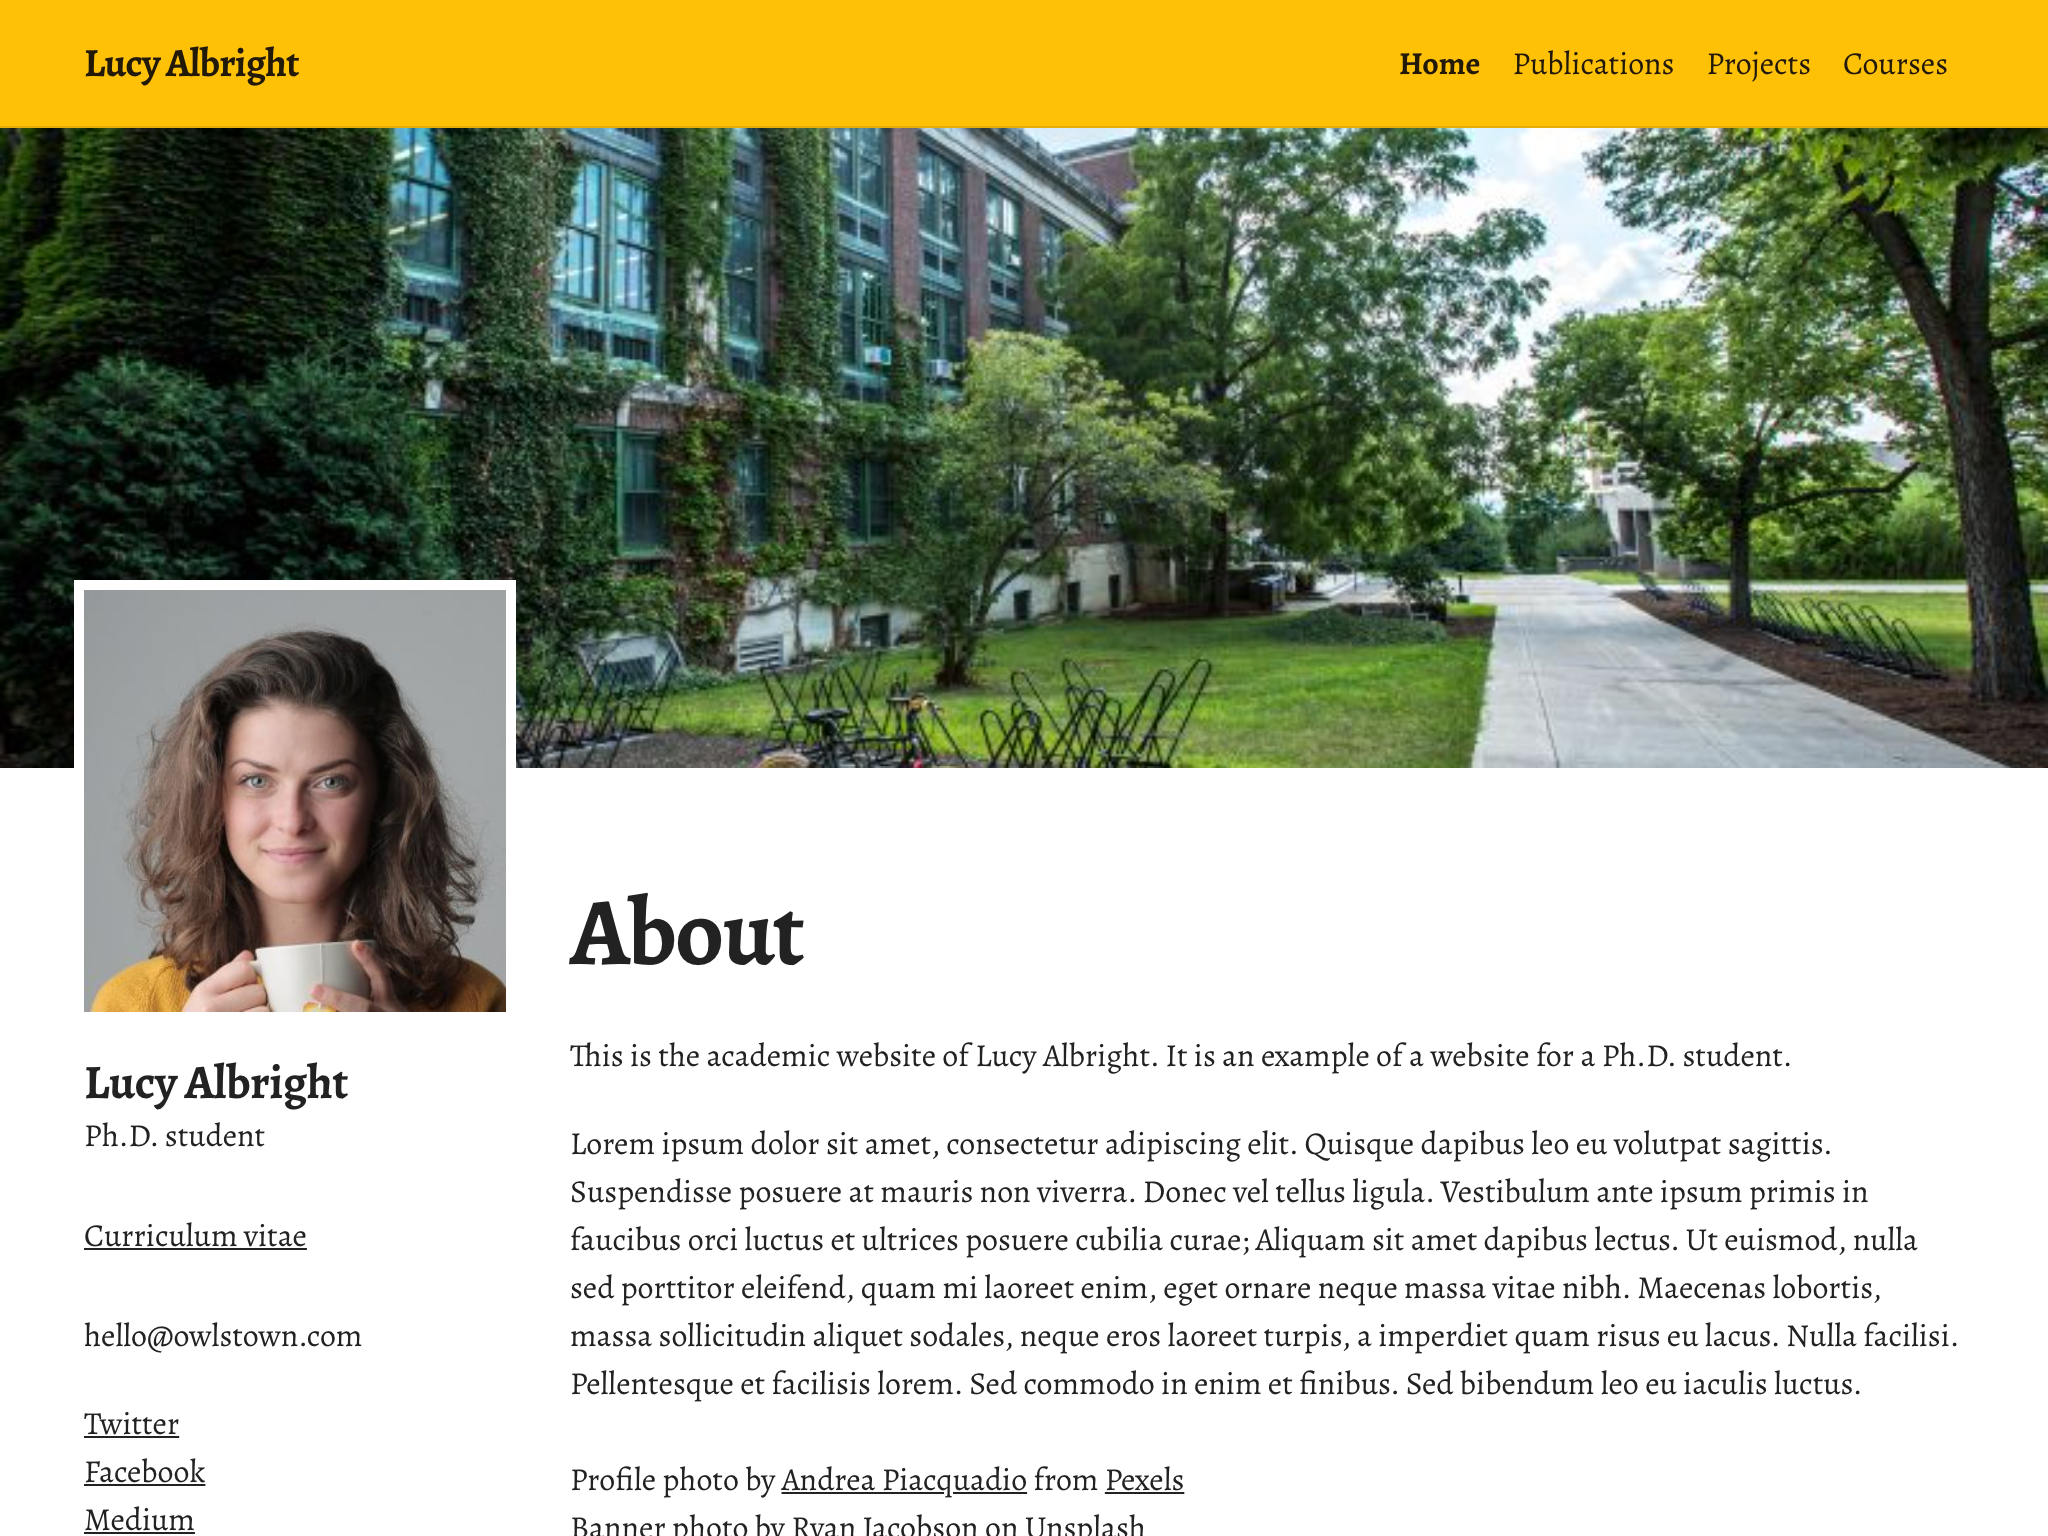 Lucy Albright
Home Publications Projects Courses
Lucy Albright
Ph.D. student
Curriculum vitae
hello@owlstown.com
Twitter
Facebook
Medium
About
This is the academic website of Lucy Albright. It is an example of a website for a Ph.D. student.
Lorem ipsum dolor sit amet, consectetur adipiscing elit. Quisque dapibus leo eu volutpat sagittis.
Suspendisse posuere at mauris non viverra. Donec vel tellus ligula. Vestibulum ante ipsum primis in
faucibus orci luctus et ultrices posuere cubilia curae; Aliquam sit amet dapibus lectus. Ut euismod, nulla
sed porttitor eleifend, quam mi laoreet enim, eget ornare neque massa vitae nibh. Maecenas lobortis,
massa sollicitudin aliquet sodales, neque eros laoreet turpis, a imperdiet quam risus eu lacus. Nulla facilisi.
Pellentesque et facilisis lorem. Sed commodo in enim et finibus. Sed bibendum leo eu iaculis luctus.
Profile photo by Andrea Piacquadio from Pexels
Banner photo by Ryan Jacobson on Unsplash